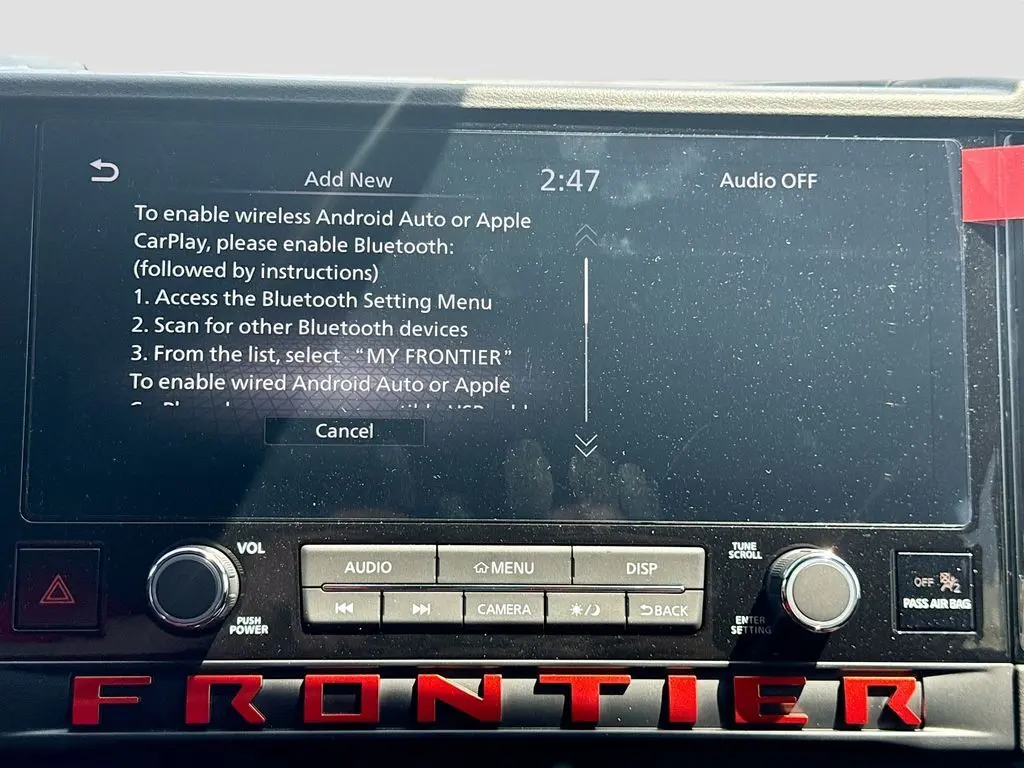 Add New
2:47
Audio OFF
To enable wireless Android Auto or Apple
CarPlay, please enable Bluetooth:
(followed by instructions)
1. Access the Bluetooth Setting Menu
2. Scan for other Bluetooth devices
3. From the list, select “MY FRONTIER”
To enable wired Android Auto or Apple
Cancel
VOL
PUSH
POWER
AUDIO
MENU
DISP
CAMERA
BACK
TUNE
SCROLL
ENTER
SETTING
OFF
2
PASS AIR BAG
FRONTIER